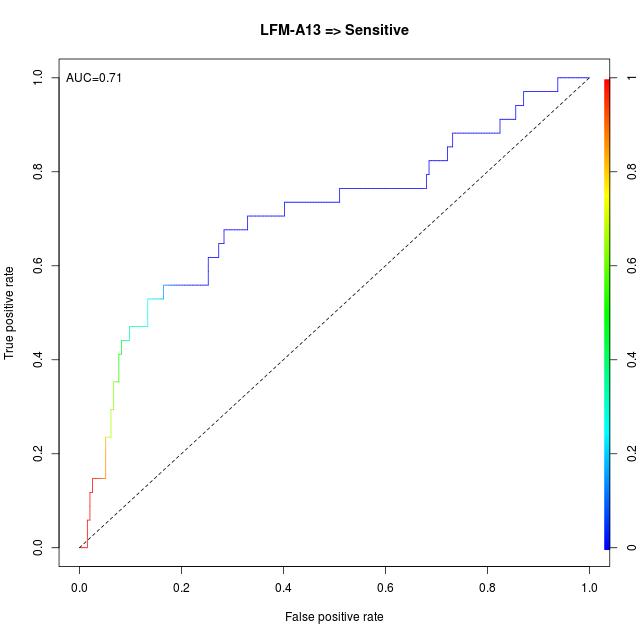 LFM-A13 => Sensitive
AUC=0.71
True positive rate
1.0
0.8
0.6
0.4
0.2
0.0
0.0 0.2 0.4 0.6 0.8 1.0
False positive rate
1
0.8
0.6
0.4
0.2
0